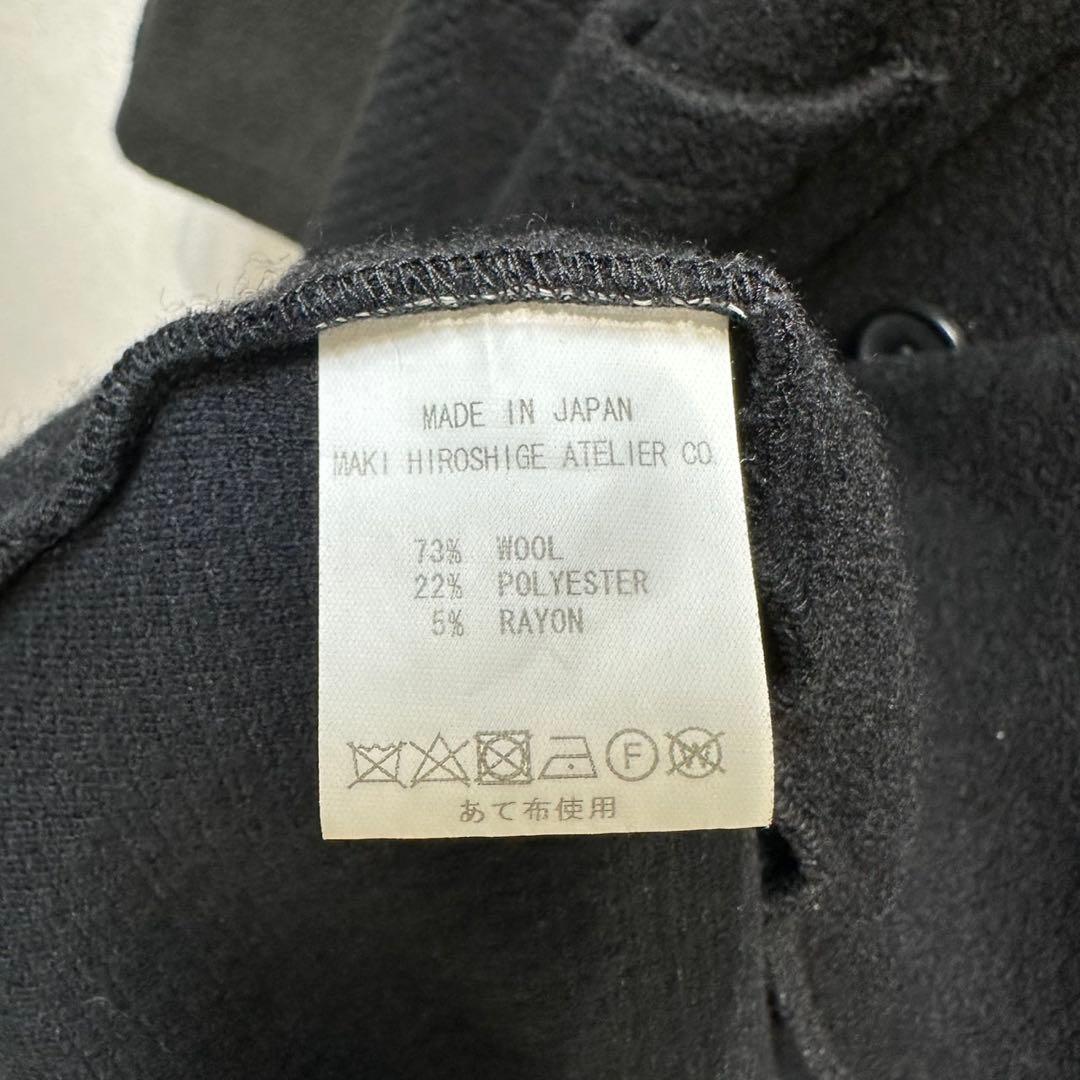 MADE IN JAPAN
MAKI HIROSHIGE ATELIER CO.
73% WOOL
22% POLYESTER
5% RAYON
F W
あて布使用